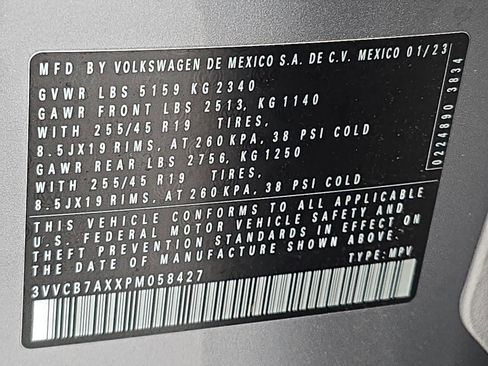 MFD BY VOLKSWAGEN DE MEXICO S.A. DE C.V. MEXICO 01/23
GVWR LBS 5159 KG 2340
GAWR FRONT LBS 2513, KG 1140
WITH 255/45 R19 TIRES,
8.5JX19 RIMS, AT 260 KPA, 38 PSI COLD
GAWR REAR LBS 2756, KG 1250
WITH 255/45 R19 TIRES,
8.5JX19 RIMS, AT 260 KPA, 38 PSI COLD
THIS VEHICLE CONFORMS TO ALL APPLICABLE
U.S. FEDERAL MOTOR VEHICLE SAFETY AND
THEFT PREVENTION STANDARDS IN EFFECT ON
THE DATE OF MANUFACTURE SHOWN ABOVE.
3VVCB7AXXPM058427 TYPE: MPV
0224890 3834